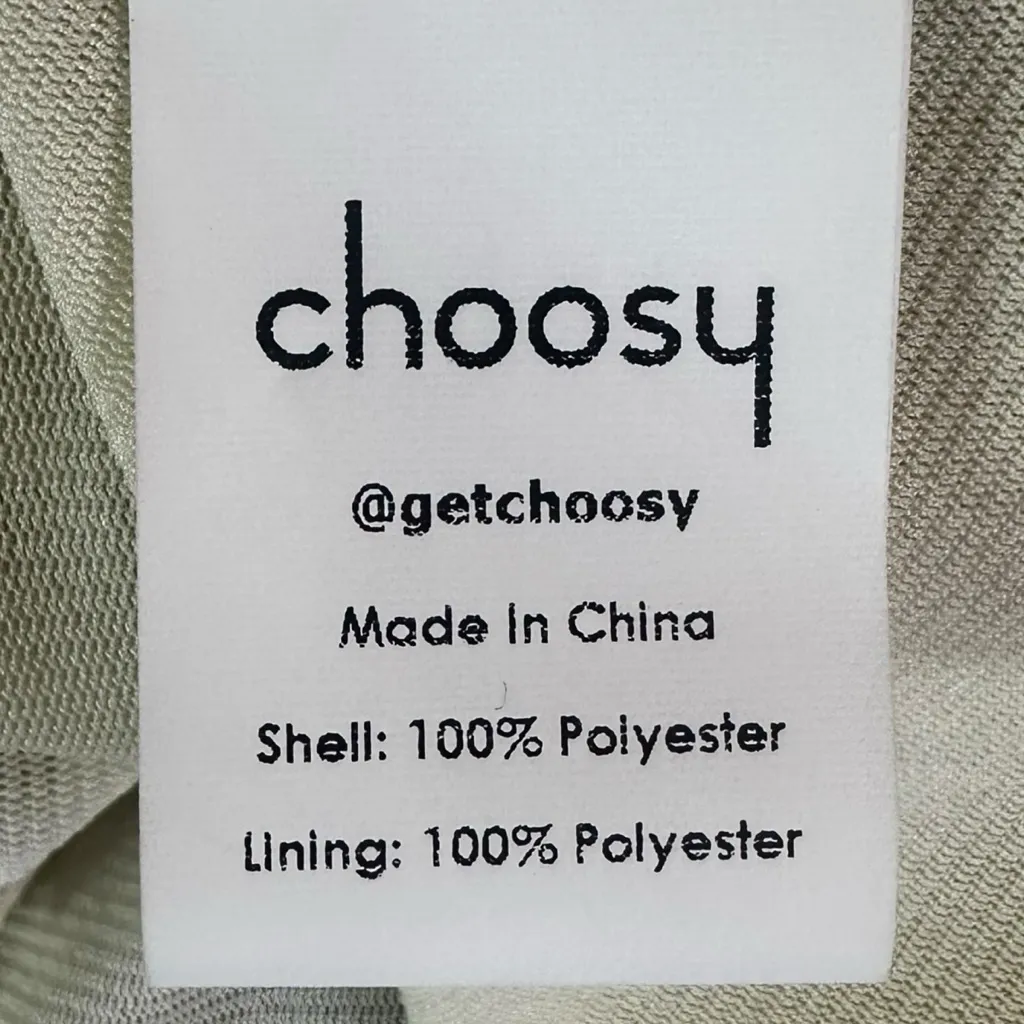 choosy
@getchoosy
Made in China
Shell: 100% Polyester
Lining: 100% Polyester